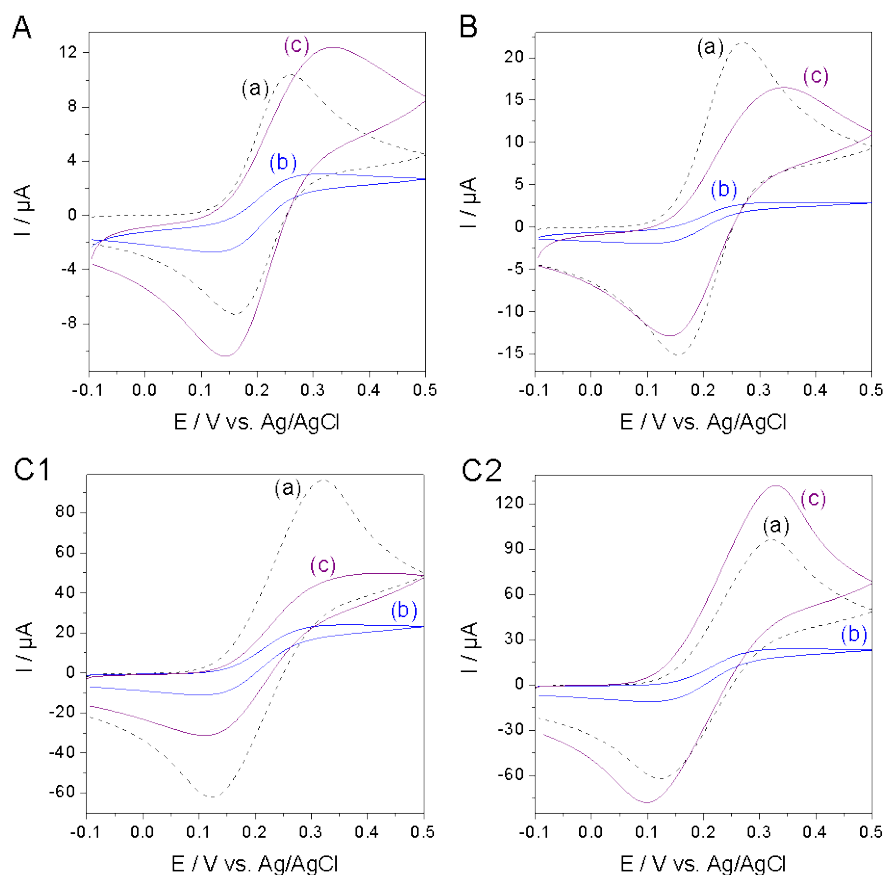 A
12
8
4
0
-4
-8
I / µA
(a)
(b)
(c)
-0.1 0.0 0.1 0.2 0.3 0.4 0.5
E / V vs. Ag/AgCl
B
20
15
10
5
0
-5
-10
-15
I / µA
(a)
(c)
(b)
-0.1 0.0 0.1 0.2 0.3 0.4 0.5
E / V vs. Ag/AgCl
C1
80
60
40
20
0
-20
-40
-60
I / µA
(a)
(c)
(b)
-0.1 0.0 0.1 0.2 0.3 0.4 0.5
E / V vs. Ag/AgCl
C2
120
90
60
30
0
-30
-60
I / µA
(c)
(a)
(b)
-0.1 0.0 0.1 0.2 0.3 0.4 0.5
E / V vs. Ag/AgCl